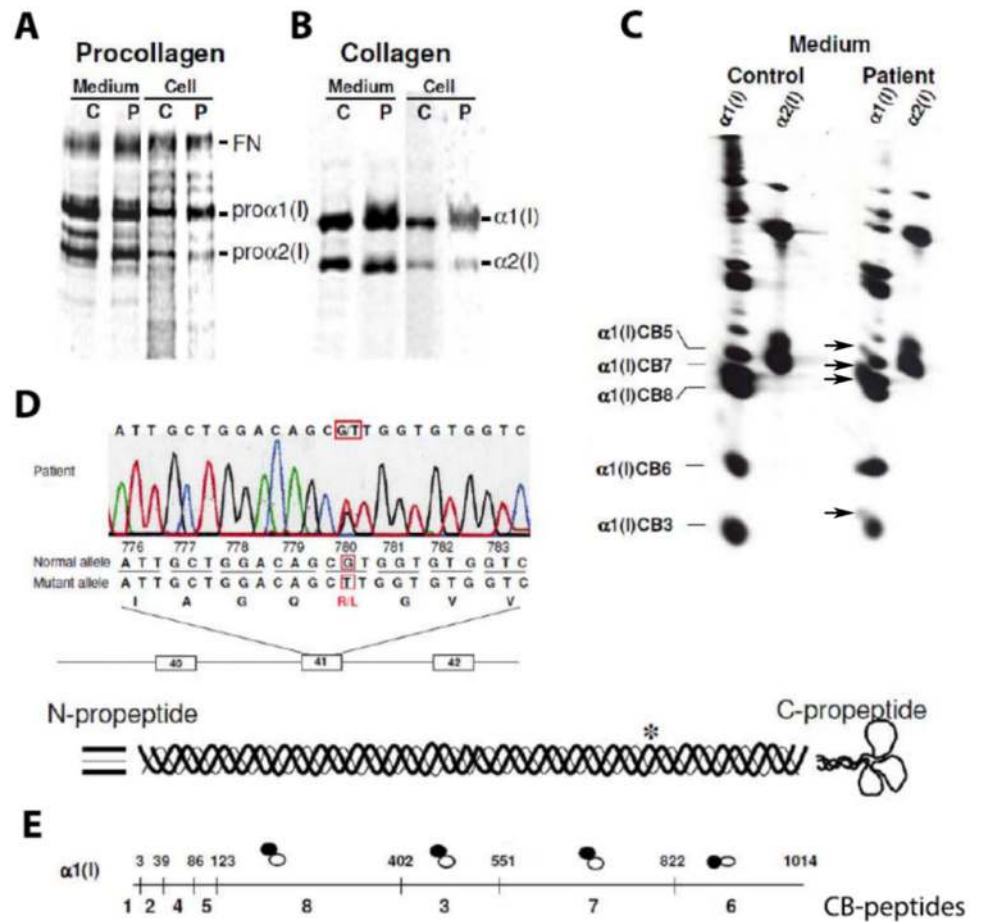 A
Procollagen
Medium Cell
C P C P
FN
proα1(I)
proα2(I)
B
Collagen
Medium Cell
C P C P
α1(I)
α2(I)
C
Medium
Control Patient
α1(I) α2(I) α1(I) α2(I)
α1(I)CB5
α1(I)CB7
α1(I)CB8
α1(I)CB6
α1(I)CB3
D
A T T G C T G G A C A G C G/T T G G T G T G G T C
Patient
776 777 778 779 780 781 782 783
Normal allele A T T G C T G G A C A G C G T G G T G T G G T C
Mutant allele A T T G C T G G A C A G C T T G G T G T G G T C
I A G Q R/L G V V
40 41 42
N-propeptide
C-propeptide
*
E
α1(I)
3 39 86 123 402 551 822 1014
1 2 4 5 8 3 7 6 CB-peptides